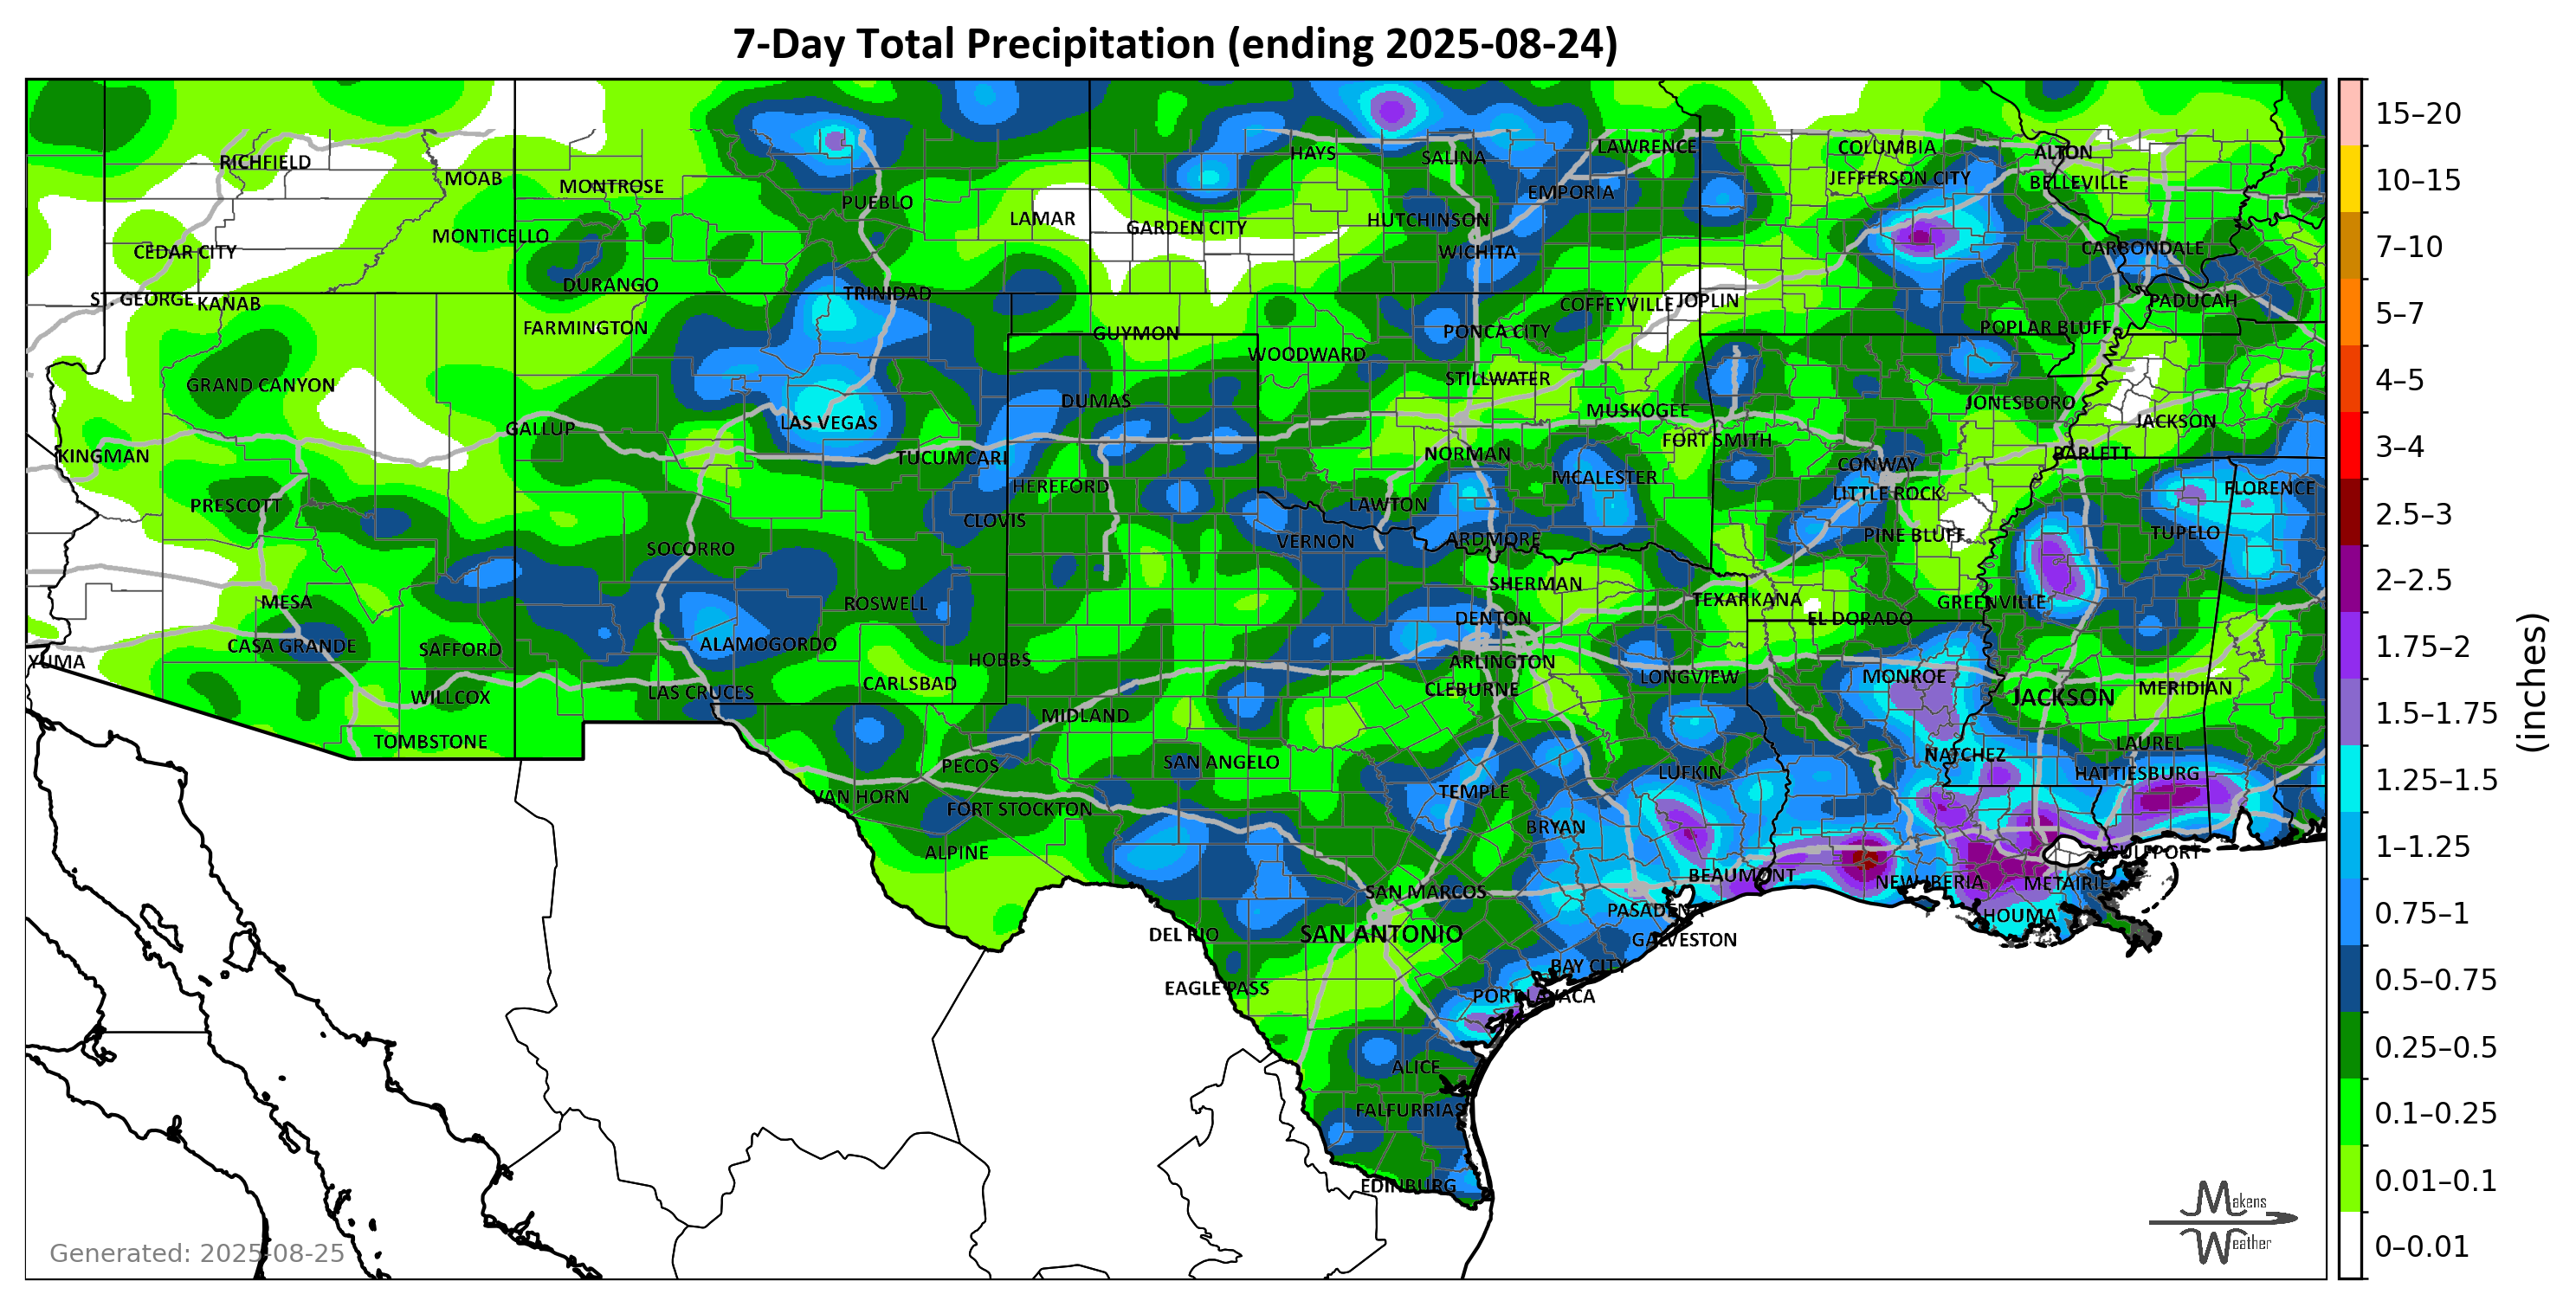 7-Day Total Precipitation (ending 2025-08-24)
RICHFIELD
MOAB
MONTROSE
PUEBLO
LAMAR
HAYS
SALINA
LAWRENCE
COLUMBIA
ALTON
JEFFERSON CITY
BELLEVILLE
EMPORIA
GARDEN CITY
HUTCHINSON
WICHITA
CEDAR CITY
MONTICELLO
CARBONDALE
DURANGO
TRINIDAD
ST. GEORGE
KANAB
COFFEYVILLE
JOPLIN
PADUCAH
FARMINGTON
GUYMON
PONCA CITY
POPLAR BLUFF
WOODWARD
GRAND CANYON
STILLWATER
DUMAS
JONESBORO
MUSKOGEE
JACKSON
GALLUP
LAS VEGAS
FORT SMITH
KINGMAN
TUCUMCARI
NORMAN
BARLETT
CONWAY
MCALESTER
HEREFORD
LITTLE ROCK
FLORENCE
PRESCOTT
LAWTON
CLOVIS
TUPELO
PINE BLUFF
VERNON
ARDMORE
SOCORRO
SHERMAN
MESA
ROSWELL
TEXARKANA
GREENVILLE
DENTON
EL DORADO
CASA GRANDE
SAFFORD
ALAMOGORDO
HOBBS
ARLINGTON
YUMA
CARLSBAD
CLEBURNE
LONGVIEW
MONROE
JACKSON
MERIDIAN
WILLCOX
LAS CRUCES
MIDLAND
TOMBSTONE
NATCHEZ
LAUREL
PECOS
SAN ANGELO
LUFKIN
HATTIESBURG
VAN HORN
FORT STOCKTON
TEMPLE
BRYAN
ALPINE
GULFPORT
BEAUMONT
NEW IBERIA
METAIRIE
SAN MARCOS
PASADENA
HOUMA
DEL RIO
SAN ANTONIO
GALVESTON
BAY CITY
EAGLE PASS
PORT LAVACA
ALICE
FALFURRIAS
EDINBURG
Generated: 2025-08-25
Makens
Weather
15–20
10–15
7–10
5–7
4–5
3–4
2.5–3
2–2.5
1.75–2
1.5–1.75
1.25–1.5
1–1.25
0.75–1
0.5–0.75
0.25–0.5
0.1–0.25
0.01–0.1
0–0.01
(inches)